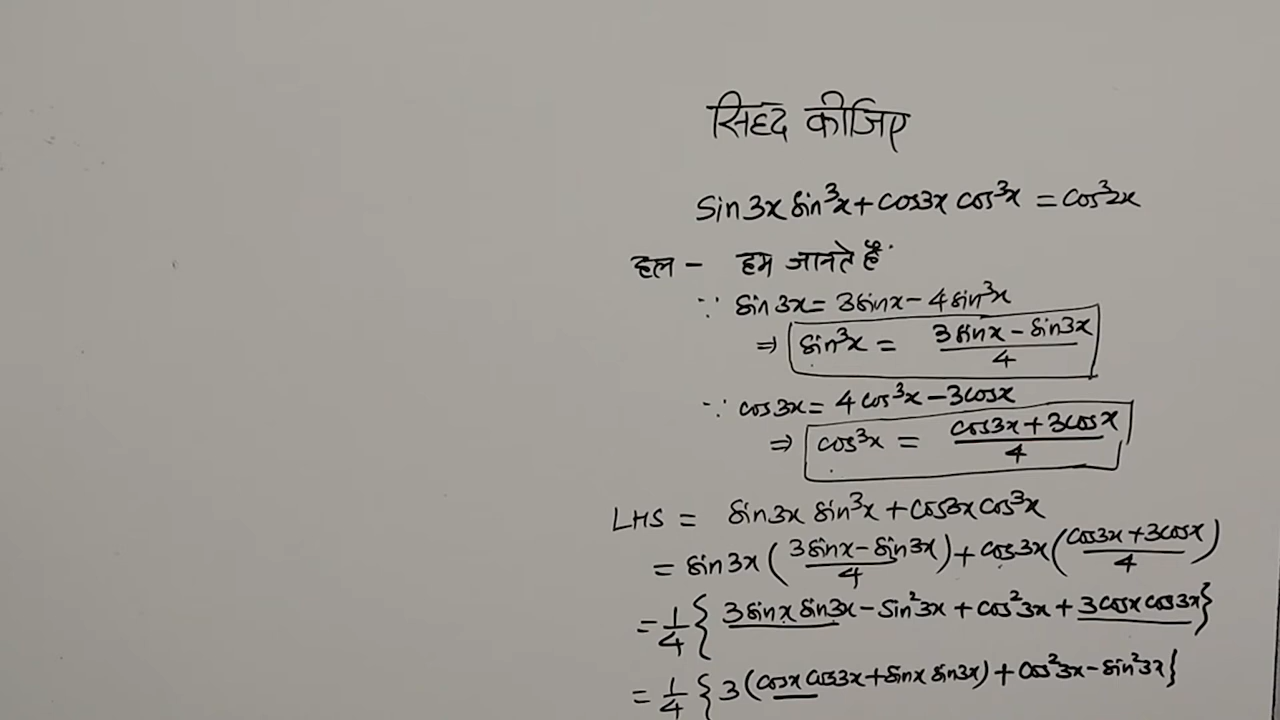 सिद्ध कीजिए
Sin3x sin³x + cos3x cos³x = cos³2x
हल – हम जानते हैं.
∵ sin3x = 3sinx – 4sin³x
⇒ sin³x = (3sinx – sin3x)/4
∵ cos3x = 4cos³x – 3cosx
⇒ cos³x = (cos3x + 3cosx)/4
LHS = sin3x sin³x + cos3x cos³x
= sin3x ((3sinx – sin3x)/4) + cos3x ((cos3x + 3cosx)/4)
= 1/4 {3sinx sin3x – sin²3x + cos²3x + 3cosx cos3x}
= 1/4 {3(cosx cos3x + sinx sin3x) + cos²3x – sin²3x}